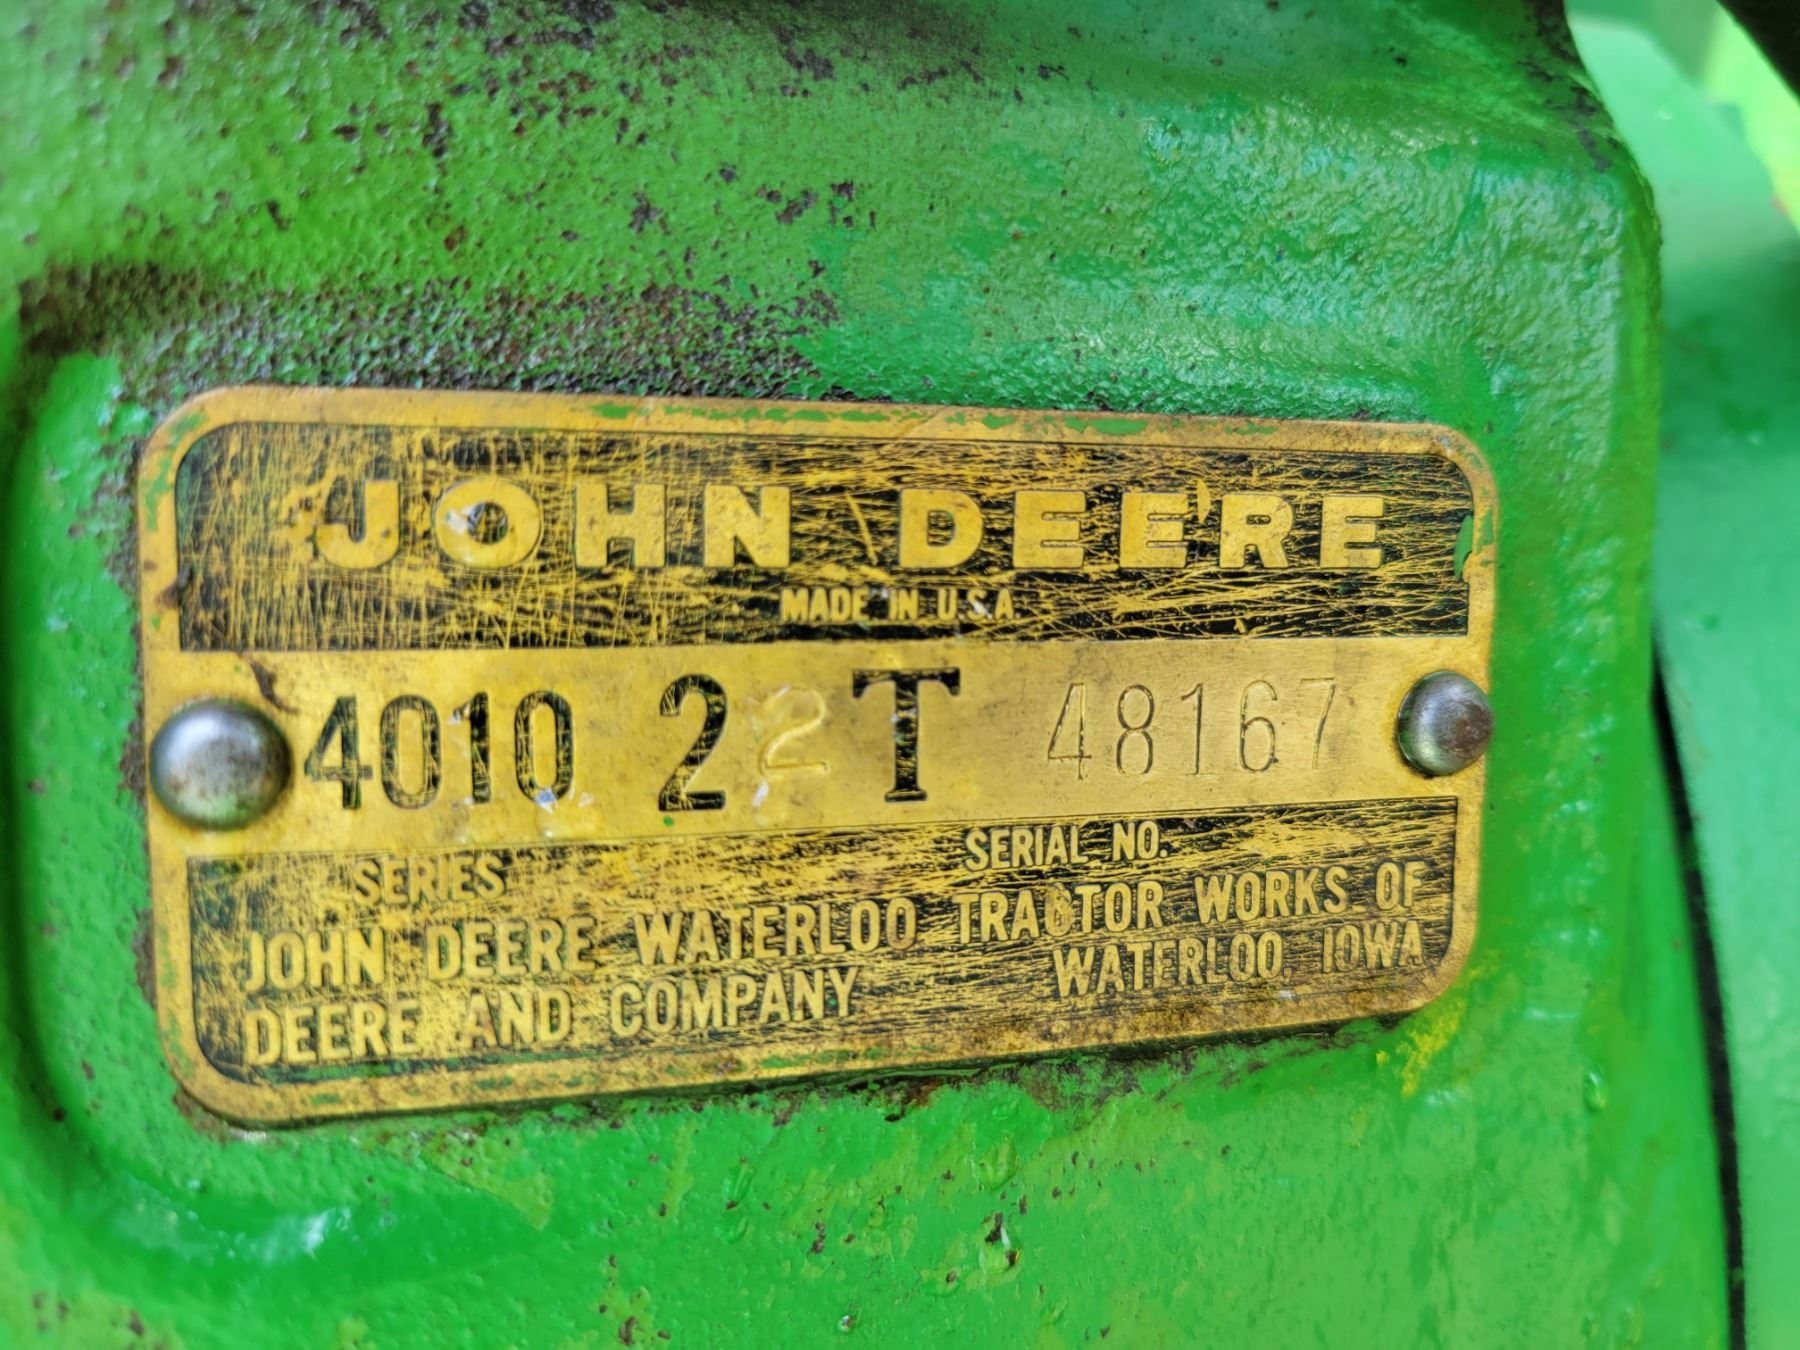 JOHN DEERE
MADE IN U.S.A.
4010 22T 48167
SERIES SERIAL NO.
JOHN DEERE WATERLOO TRACTOR WORKS OF
DEERE AND COMPANY WATERLOO, IOWA